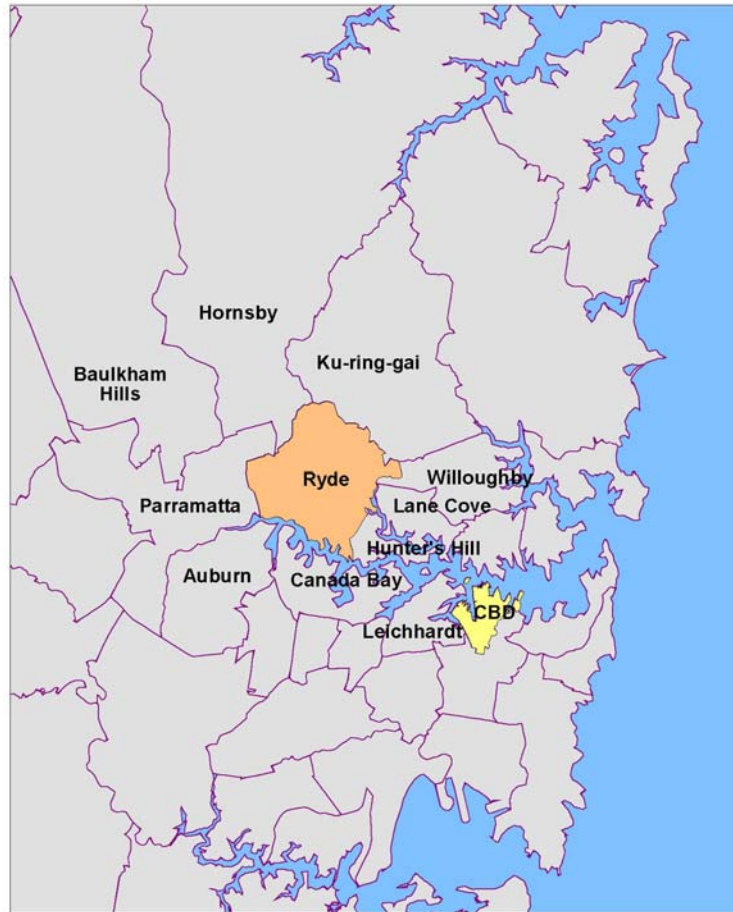 Hornsby
Ku-ring-gai
Baulkham
Hills
Ryde
Willoughby
Parramatta
Lane Cove
Hunter's Hill
Auburn
Canada Bay
CBD
Leichhardt